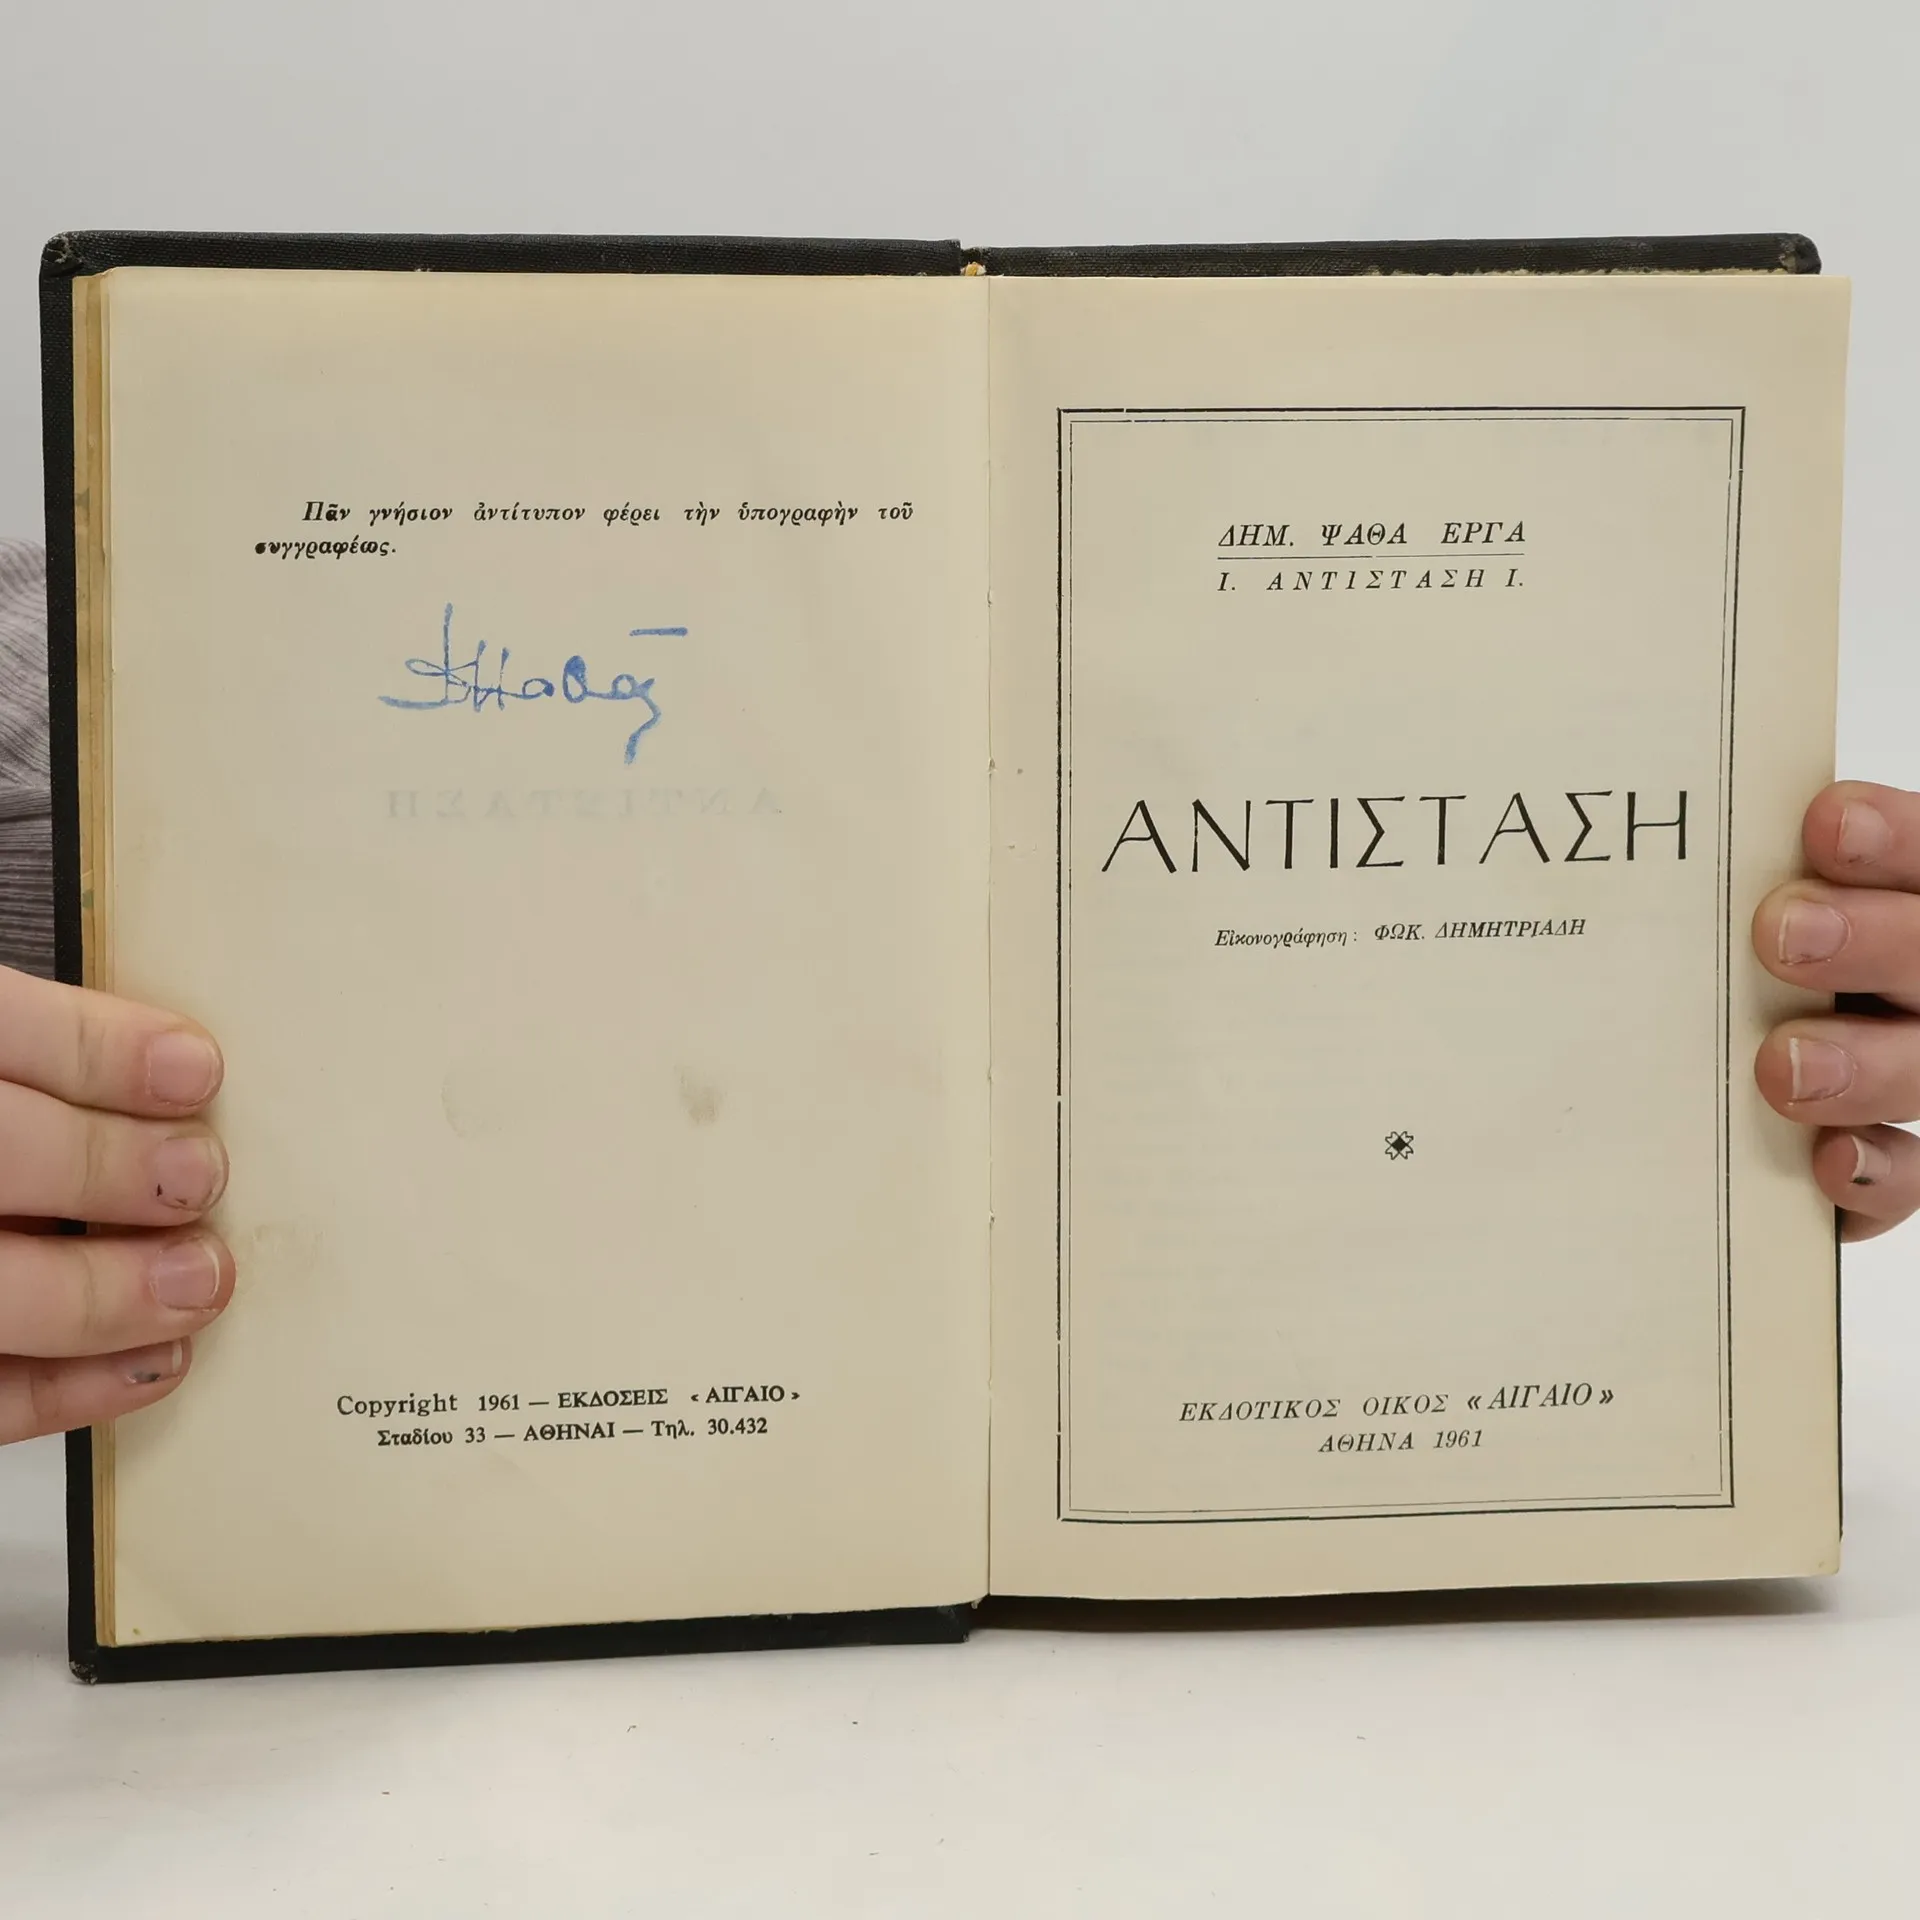 Πᾶν γνήσιον ἀντίτυπον φέρει τὴν ὑπογραφὴν τοῦ
συγγραφέως.
Copyright 1961 — ΕΚΔΟΣΕΙΣ «ΑΙΓΑΙΟ»
Σταδίου 33 — ΑΘΗΝΑΙ — Τηλ. 30.432
ΔΗΜ. ΨΑΘΑ ΕΡΓΑ
Ι. ΑΝΤΙΣΤΑΣΗ Ι.
ΑΝΤΙΣΤΑΣΗ
Εἰκονογράφηση: ΦΩΚ. ΔΗΜΗΤΡΙΑΔΗ
ΕΚΔΟΤΙΚΟΣ ΟΙΚΟΣ «ΑΙΓΑΙΟ»
ΑΘΗΝΑ 1961